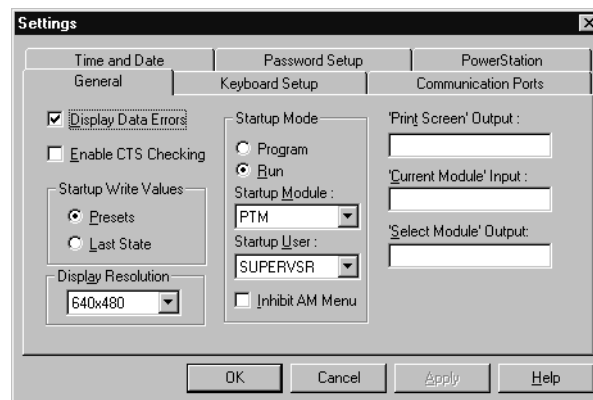 Settings
Time and Date
Password Setup
PowerStation
General
Keyboard Setup
Communication Ports
Display Data Errors
Enable CTS Checking
Startup Write Values
Presets
Last State
Display Resolution
640x480
Startup Mode
Program
Run
Startup Module :
PTM
Startup User :
SUPERVSR
Inhibit AM Menu
'Print Screen' Output :
'Current Module' Input :
'Select Module' Output:
OK
Cancel
Apply
Help